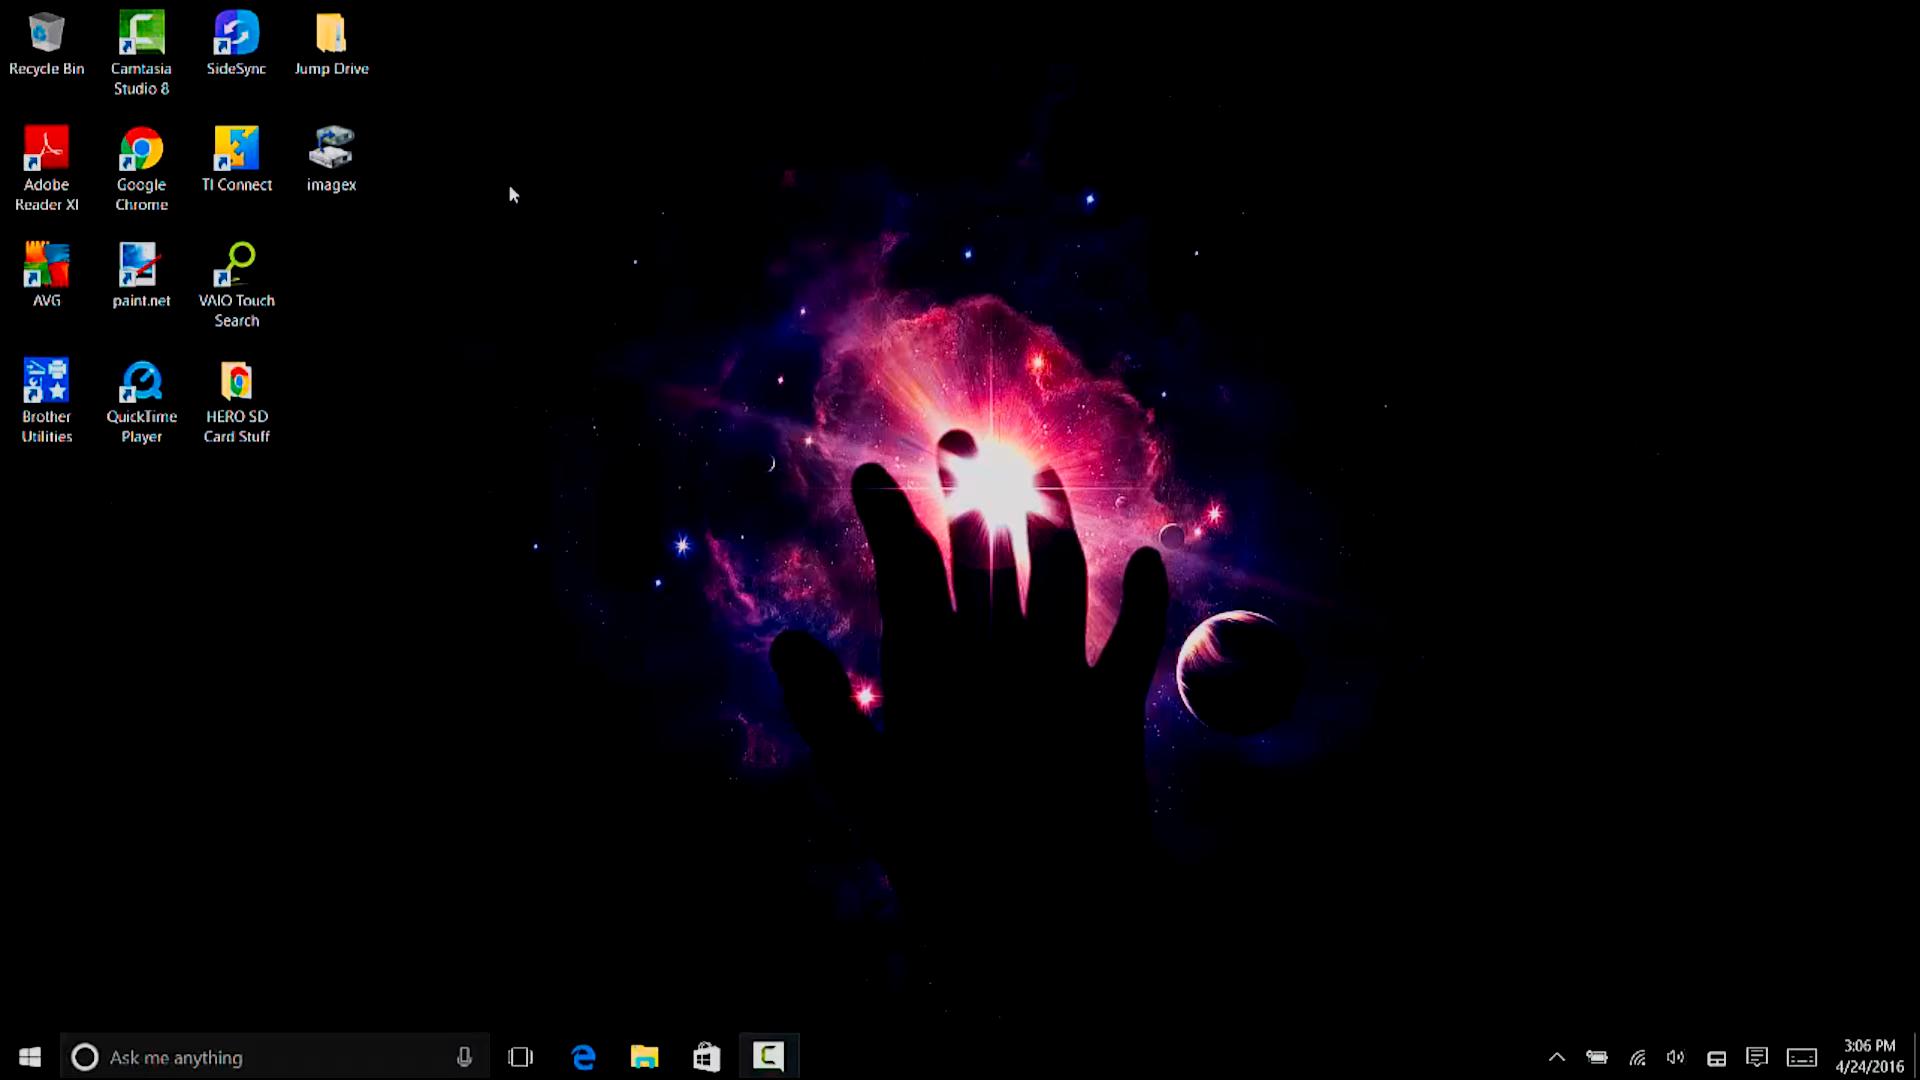 Recycle Bin
Camtasia
Studio 8
SideSync
Jump Drive
Adobe
Reader XI
Google
Chrome
TI Connect
imagex
AVG
paint.net
VAIO Touch
Search
Brother
Utilities
QuickTime
Player
HERO SD
Card Stuff
Ask me anything
3:06 PM
4/24/2016